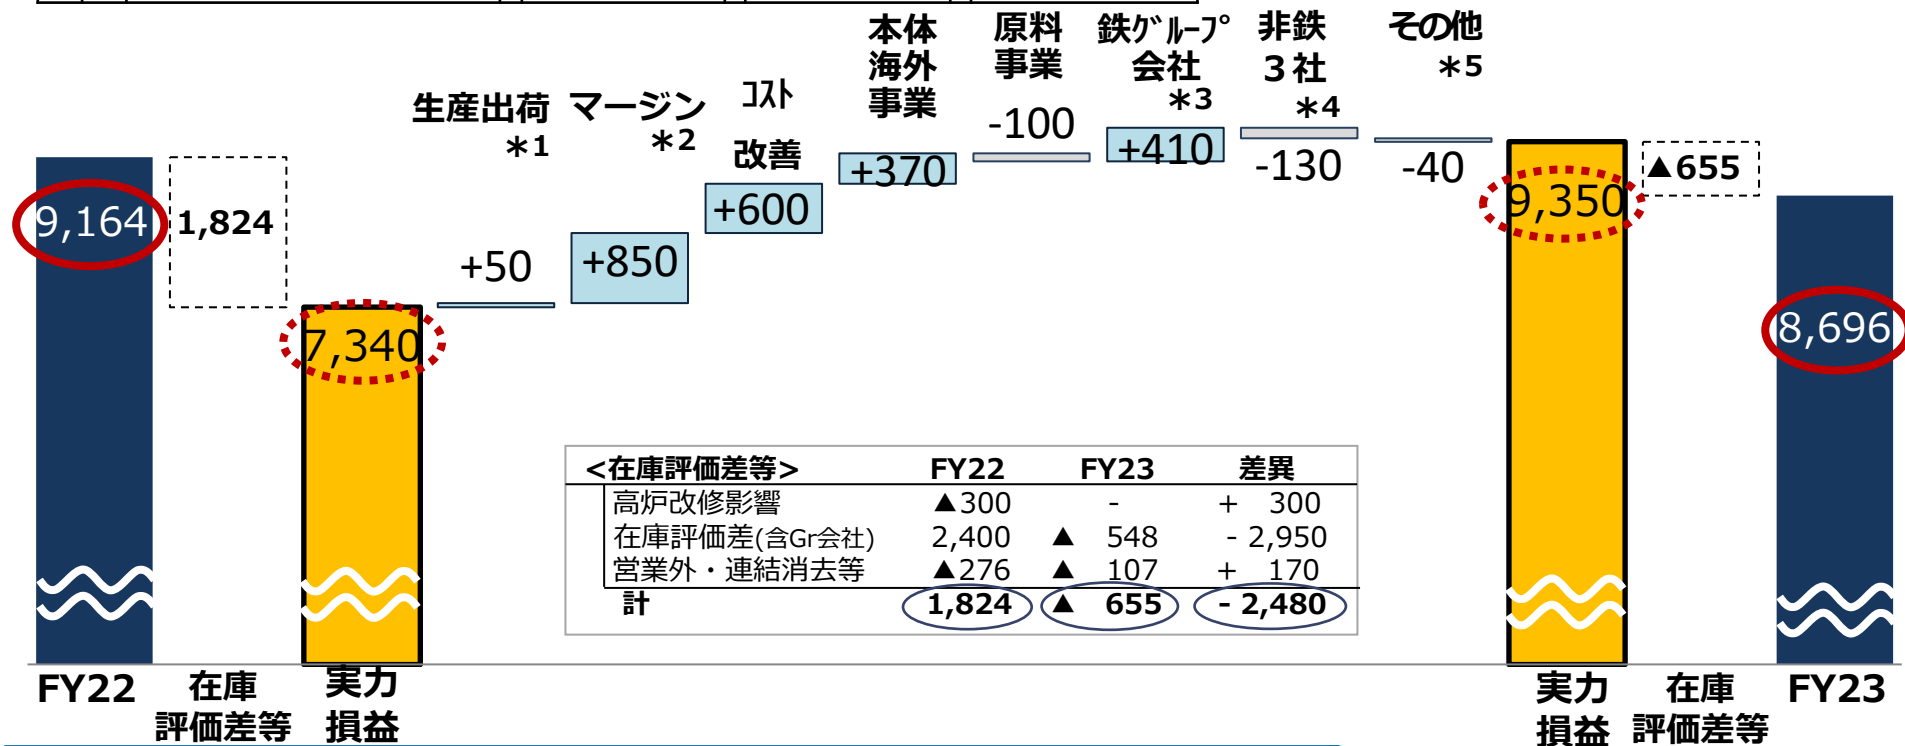 本体
海外
事業
原料
事業
鉄ｸﾞﾙｰﾌﾟ
会社
＊3
非鉄
３社
＊4
その他
＊5
生産出荷
＊1
マージン
＊2
ｺｽﾄ
改善
9,164
1,824
7,340
+50
+850
+600
+370
-100
+410
-130
-40
9,350
▲655
8,696
<在庫評価差等> FY22 FY23 差異
高炉改修影響 ▲300 - + 300
在庫評価差(含Gr会社) 2,400 ▲ 548 - 2,950
営業外・連結消去等 ▲276 ▲ 107 + 170
計 1,824 ▲ 655 - 2,480
FY22
在庫
評価差等
実力
損益
実力
損益
在庫
評価差等
FY23